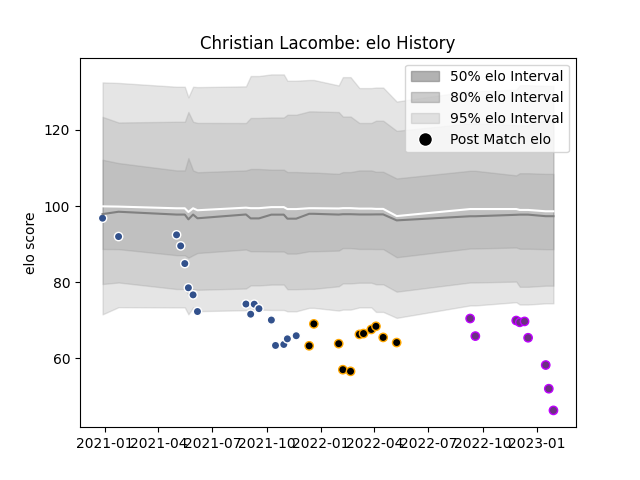 Christian Lacombe: elo History
50% elo Interval
80% elo Interval
95% elo Interval
Post Match elo
elo score
120
100
80
60
2021-01 2021-04 2021-07 2021-10 2022-01 2022-04 2022-07 2022-10 2023-01